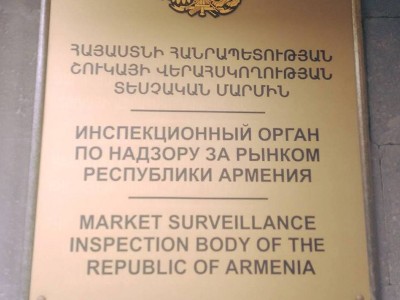 ՀԱՅԱՍՏՆԻ ՀԱՆՐԱՊԵՏՈՒԹՅԱՆ
ՇՈՒԿԱՅԻ ՎԵՐԱՀՍԿՈՂՈՒԹՅԱՆ
ՏԵՍՉԱԿԱՆ ՄԱՐՄԻՆ
ИНСПЕКЦИОННЫЙ ОРГАН
ПО НАДЗОРУ ЗА РЫНКОМ
РЕСПУБЛИКИ АРМЕНИЯ
MARKET SURVEILLANCE
INSPECTION BODY OF THE
REPUBLIC OF ARMENIA